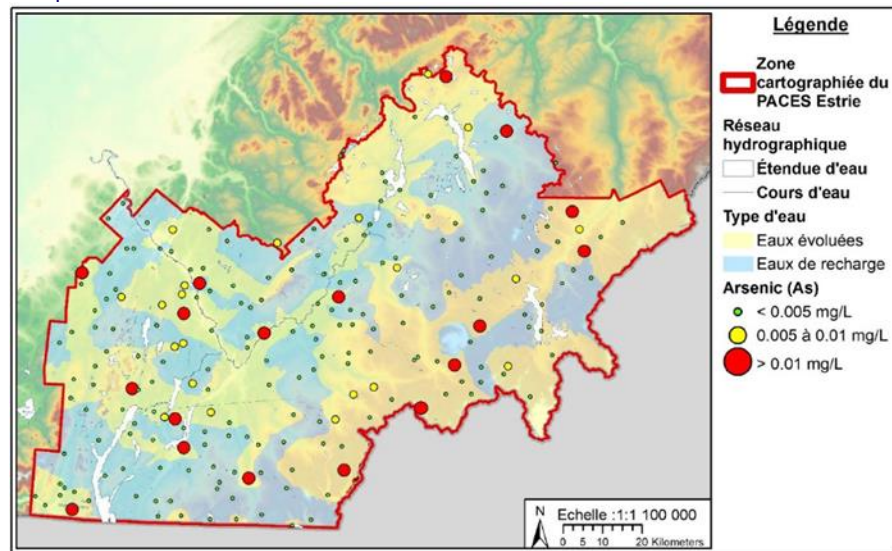 Légende
Zone
cartographiée du
PACES Estrie
Réseau
hydrographique
Étendue d'eau
Cours d'eau
Type d'eau
Eaux évoluées
Eaux de recharge
Arsenic (As)
< 0.005 mg/L
0.005 à 0.01 mg/L
> 0.01 mg/L
N
Echelle :1:1 100 000
0 5 10 20 Kilometers